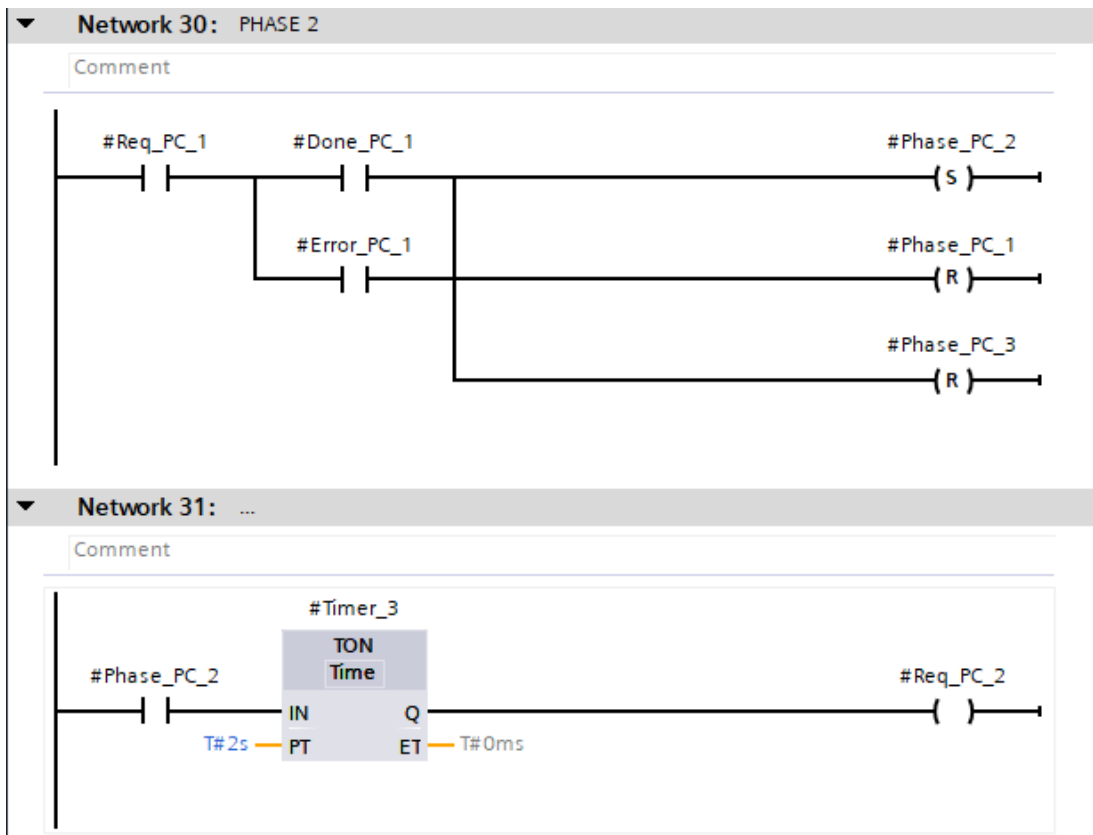 Network 30: PHASE 2
Comment
#Req_PC_1 #Done_PC_1 #Phase_PC_2
S
#Error_PC_1 #Phase_PC_1
R
#Phase_PC_3
R
Network 31: ...
Comment
#Timer_3
TON
Time
#Phase_PC_2 #Req_PC_2
IN Q
T#2s PT ET T#0ms